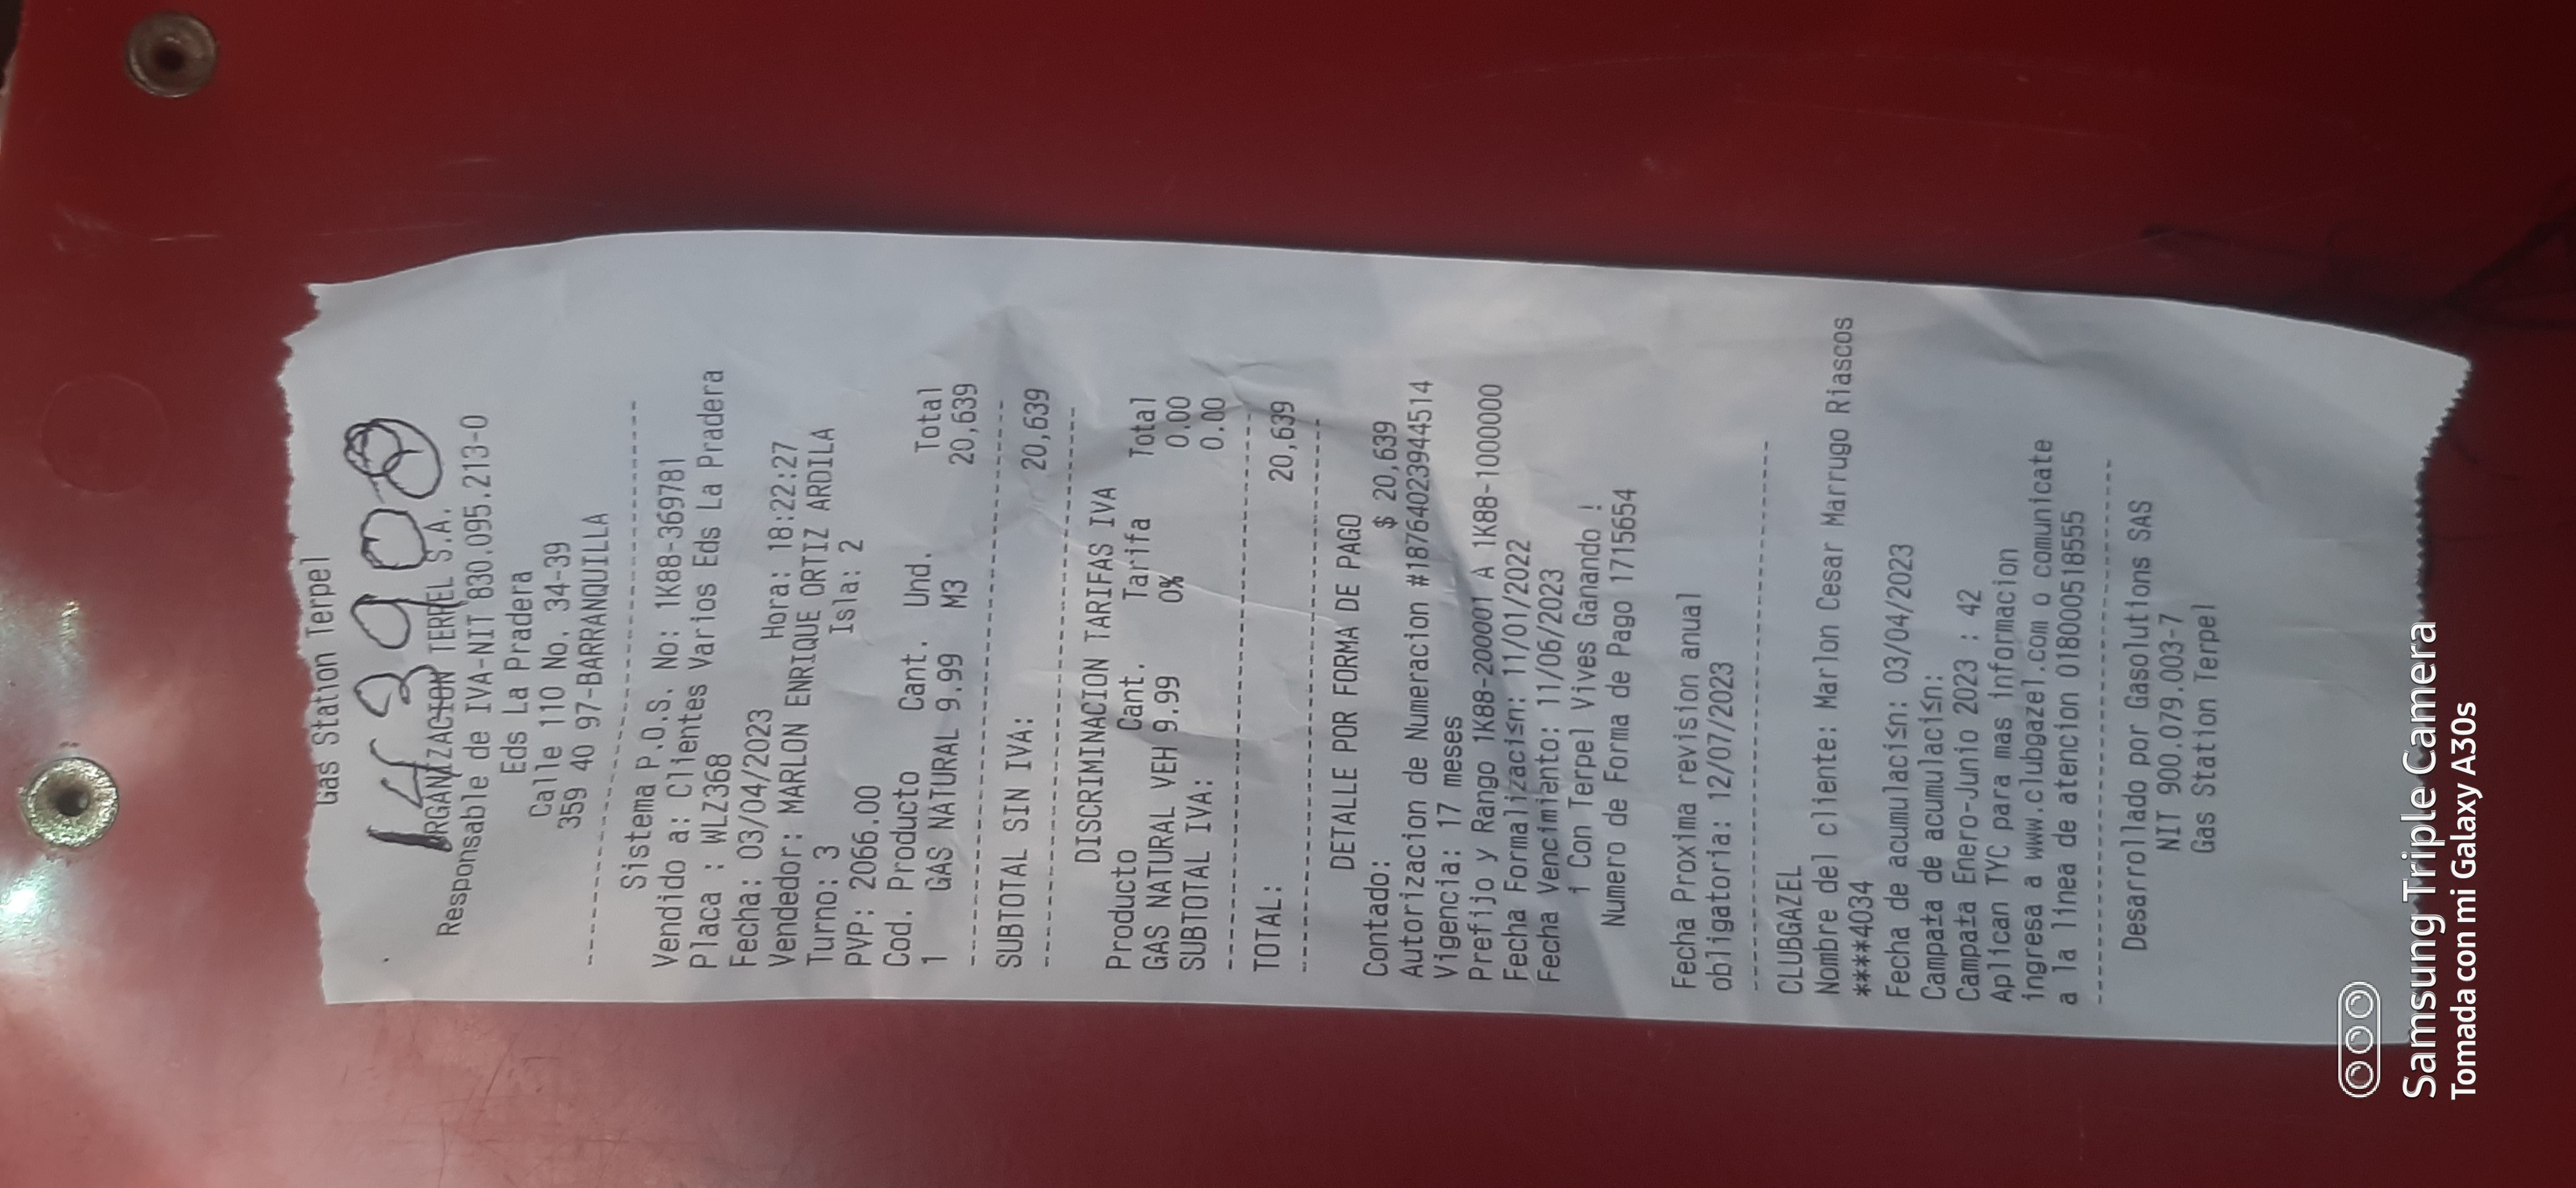 Gas Station Terpel
ORGANIZACION TERPEL S.A.
Responsable de IVA-NIT 830.095.213-0
Eds La Pradera
Calle 110 No. 34-39
359 40 97-BARRANQUILLA
Sistema P.O.S. No: 1K88-369781
Vendido a: Clientes Varios Eds La Pradera
Placa : WLZ368
Fecha: 03/04/2023 Hora: 18:22:27
Vendedor: MARLON ENRIQUE ORTIZ ARDILA
Turno: 3 Isla: 2
PVP: 2066.00
Cod. Producto Cant. Und. Total
1 GAS NATURAL 9.99 M3 20,639
SUBTOTAL SIN IVA: 20,639
DISCRIMINACION TARIFAS IVA
Producto Cant. Tarifa Total
GAS NATURAL VEH 9.99 0% 0.00
SUBTOTAL IVA: 0.00
TOTAL: 20,639
DETALLE POR FORMA DE PAGO
Contado: $ 20,639
Autorizacion de Numeracion #18764023944514
Vigencia: 17 meses
Prefijo y Rango 1K88-200001 A 1K88-1000000
Fecha Formalizaci≤n: 11/01/2022
Fecha Vencimiento: 11/06/2023
¡ Con Terpel Vives Ganando !
Numero de Forma de Pago 1715654
Fecha Proxima revision anual
obligatoria: 12/07/2023
CLUBGAZEL
Nombre del cliente: Marlon Cesar Marrugo Riascos
****4034
Fecha de acumulaci≤n: 03/04/2023
Campa±a de acumulaci≤n:
Campa±a Enero-Junio 2023 : 42
Aplican TYC para mas informacion
ingresa a www.clubgazel.com o comunicate
a la linea de atencion 018000518555
Desarrollado por Gasolutions SAS
NIT 900.079.003-7
Gas Station Terpel
Samsung Triple Camera
Tomada con mi Galaxy A30s